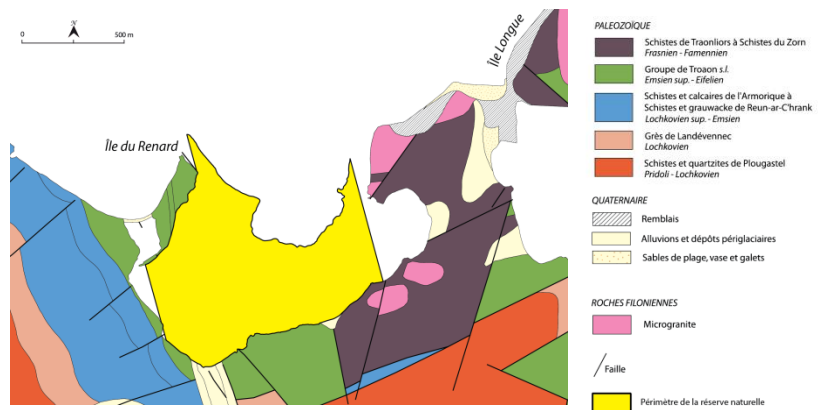 N
0
500 m
Île Longue
Île du Renard
PALEOZOÏQUE
Schistes de Traonliors à Schistes du Zorn
Frasnien - Famennien
Groupe de Troaon s.l.
Emsien sup. - Eifelien
Schistes et calcaires de l'Armorique à
Schistes et grauwacke de Reun-ar-C'hrank
Lochkovien sup. - Emsien
Grès de Landévennec
Lochkovien
Schistes et quartzites de Plougastel
Pridoli - Lochkovien
QUATERNAIRE
Remblais
Alluvions et dépôts périglaciaires
Sables de plage, vase et galets
ROCHES FILONIENNES
Microgranite
Faille
Périmètre de la réserve naturelle